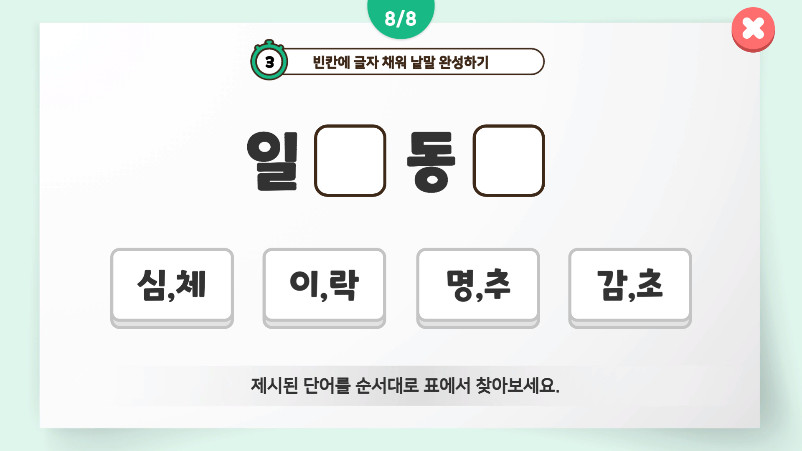 8/8
3 빈칸에 글자 채워 낱말 완성하기
일 동
심,체 이,락 명,추 감,초
제시된 단어를 순서대로 표에서 찾아보세요.